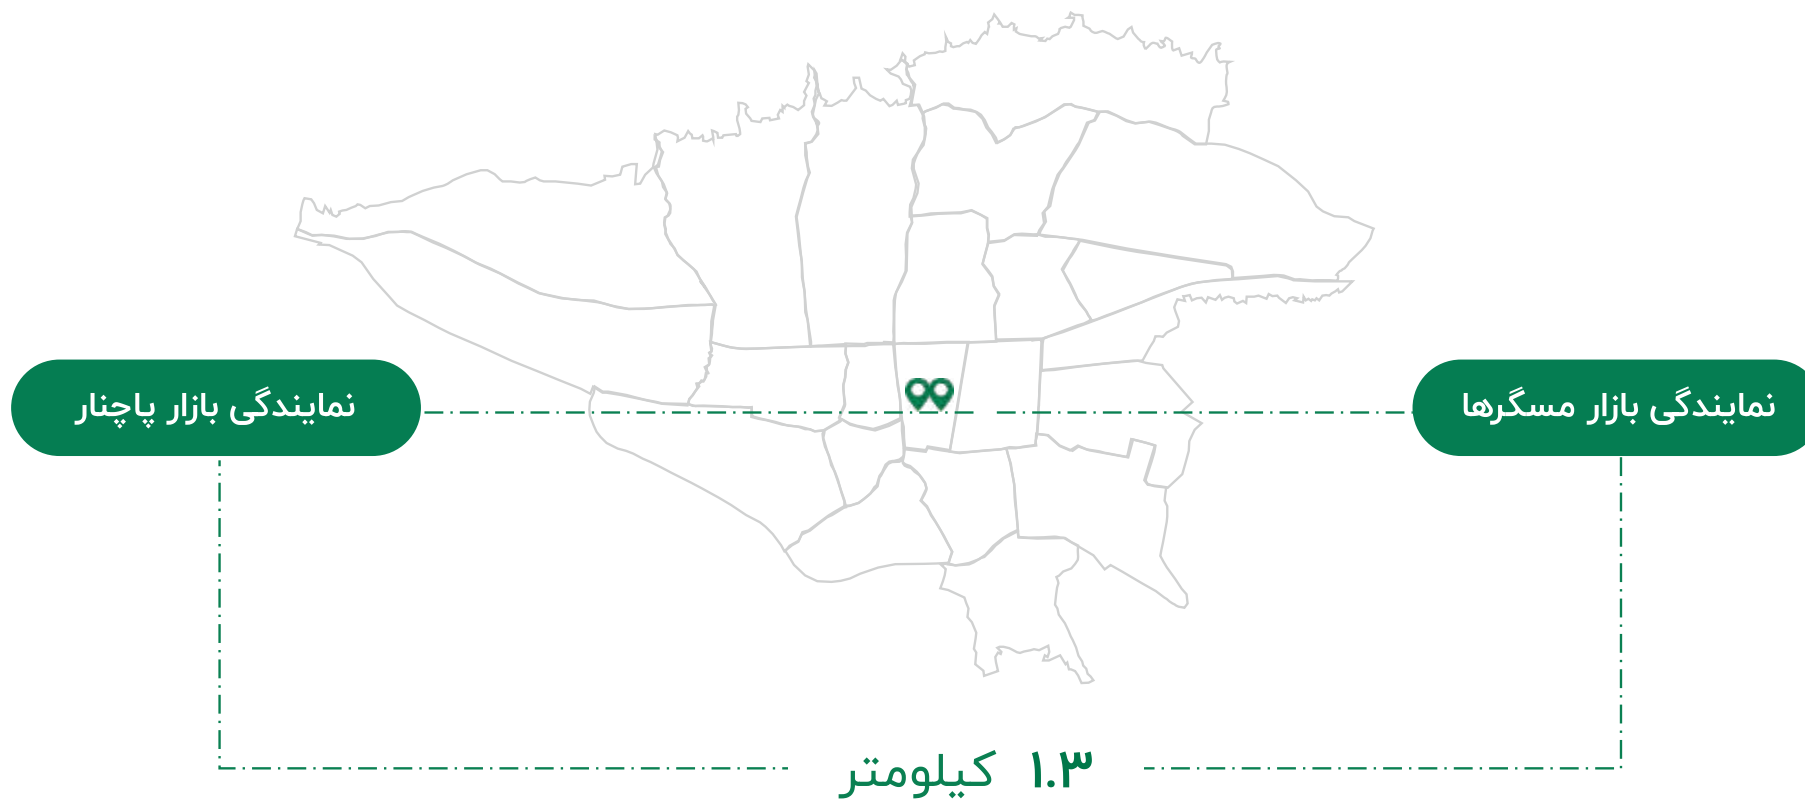 نمایندگی بازار مسگرها
نمایندگی بازار پاچنار
۱.۳ کیلومتر